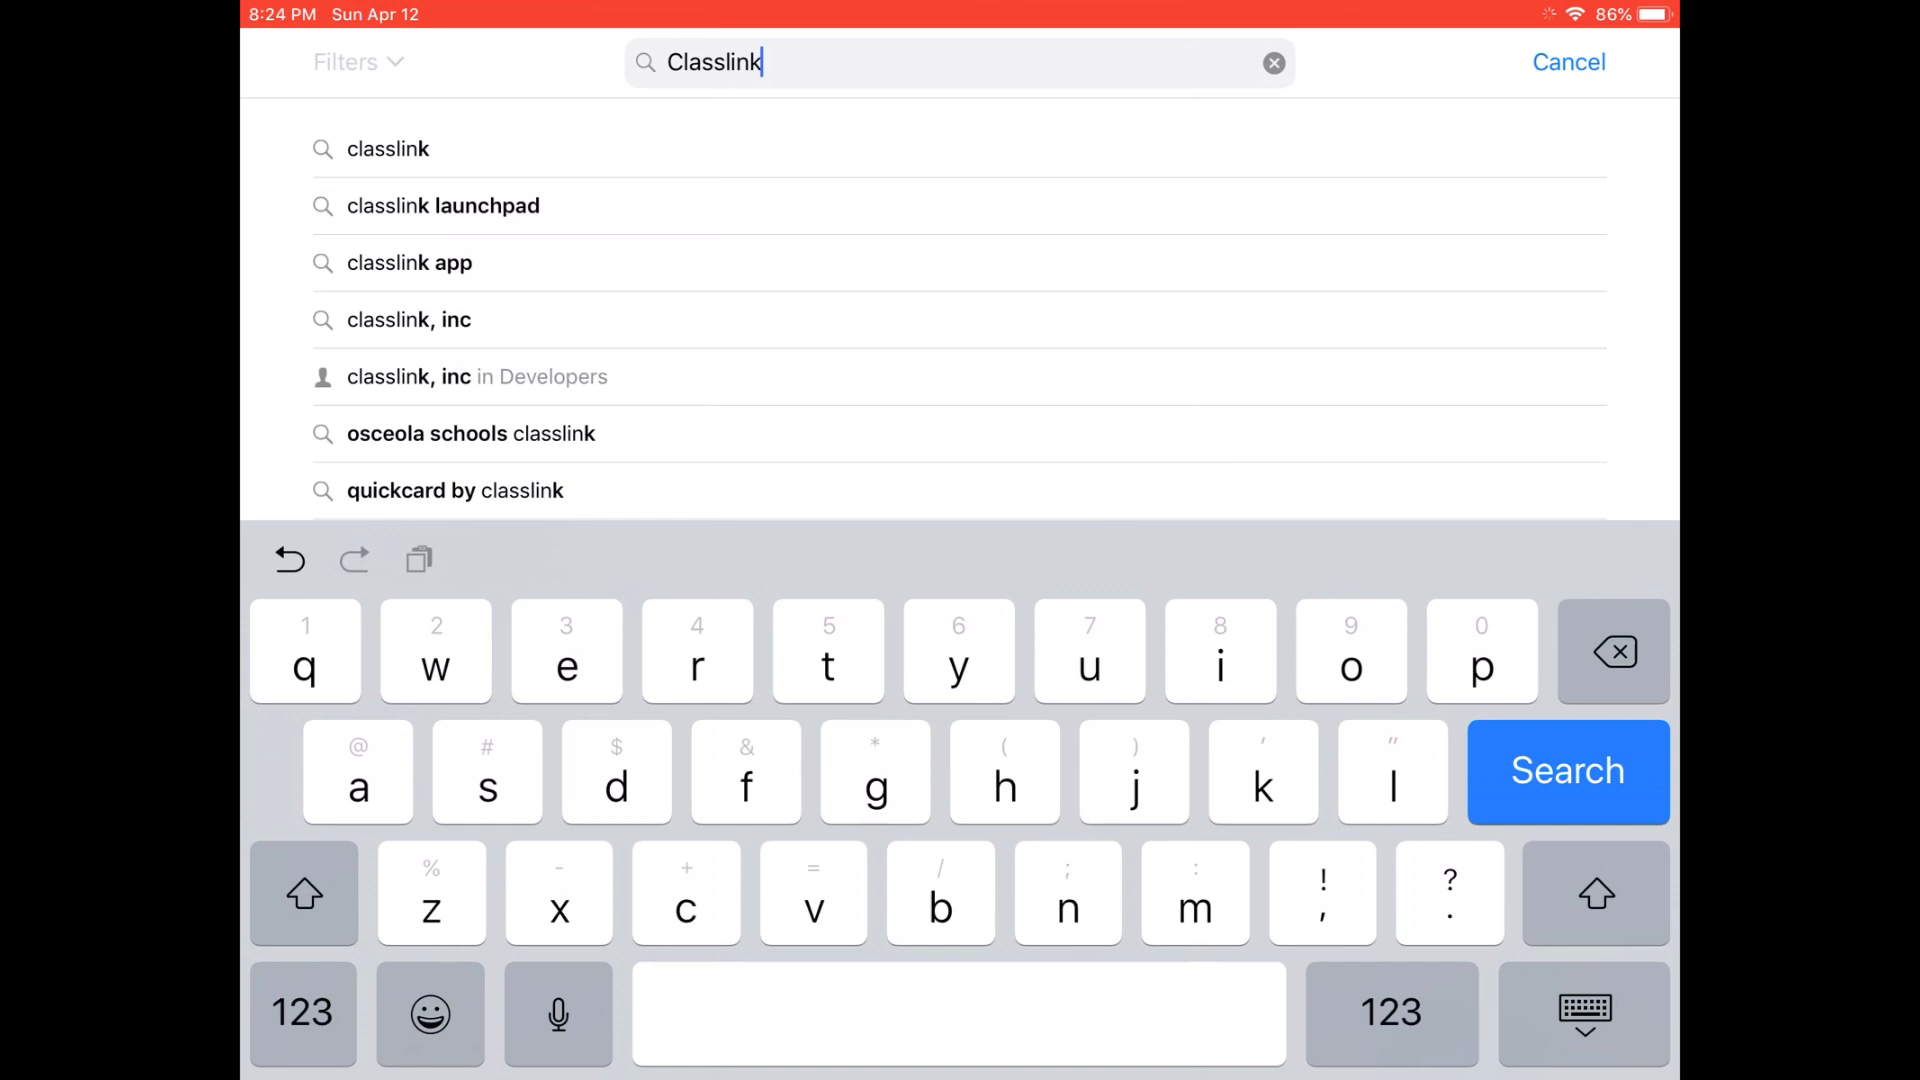 8:24 PM Sun Apr 12 86%
Filters Classlink Cancel
classlink
classlink launchpad
classlink app
classlink, inc
classlink, inc in Developers
osceola schools classlink
quickcard by classlink
1 2 3 4 5 6 7 8 9 0
q w e r t y u i o p
@ # $ & * ( ) ' "
a s d f g h j k l Search
% - + = / ; : ! ?
z x c v b n m , .
123 123